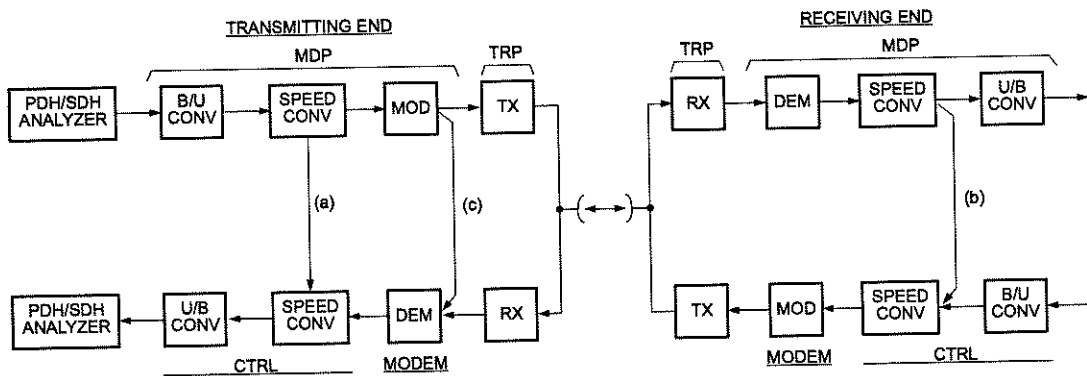 TRANSMITTING END
MDP
TRP
PDH/SDH
ANALYZER
B/U
CONV
SPEED
CONV
MOD
TX
RECEIVING END
TRP
MDP
RX
DEM
SPEED
CONV
U/B
CONV
(a)
(c)
(b)
PDH/SDH
ANALYZER
U/B
CONV
SPEED
CONV
DEM
RX
CTRL
MODEM
TX
MOD
SPEED
CONV
B/U
CONV
MODEM
CTRL